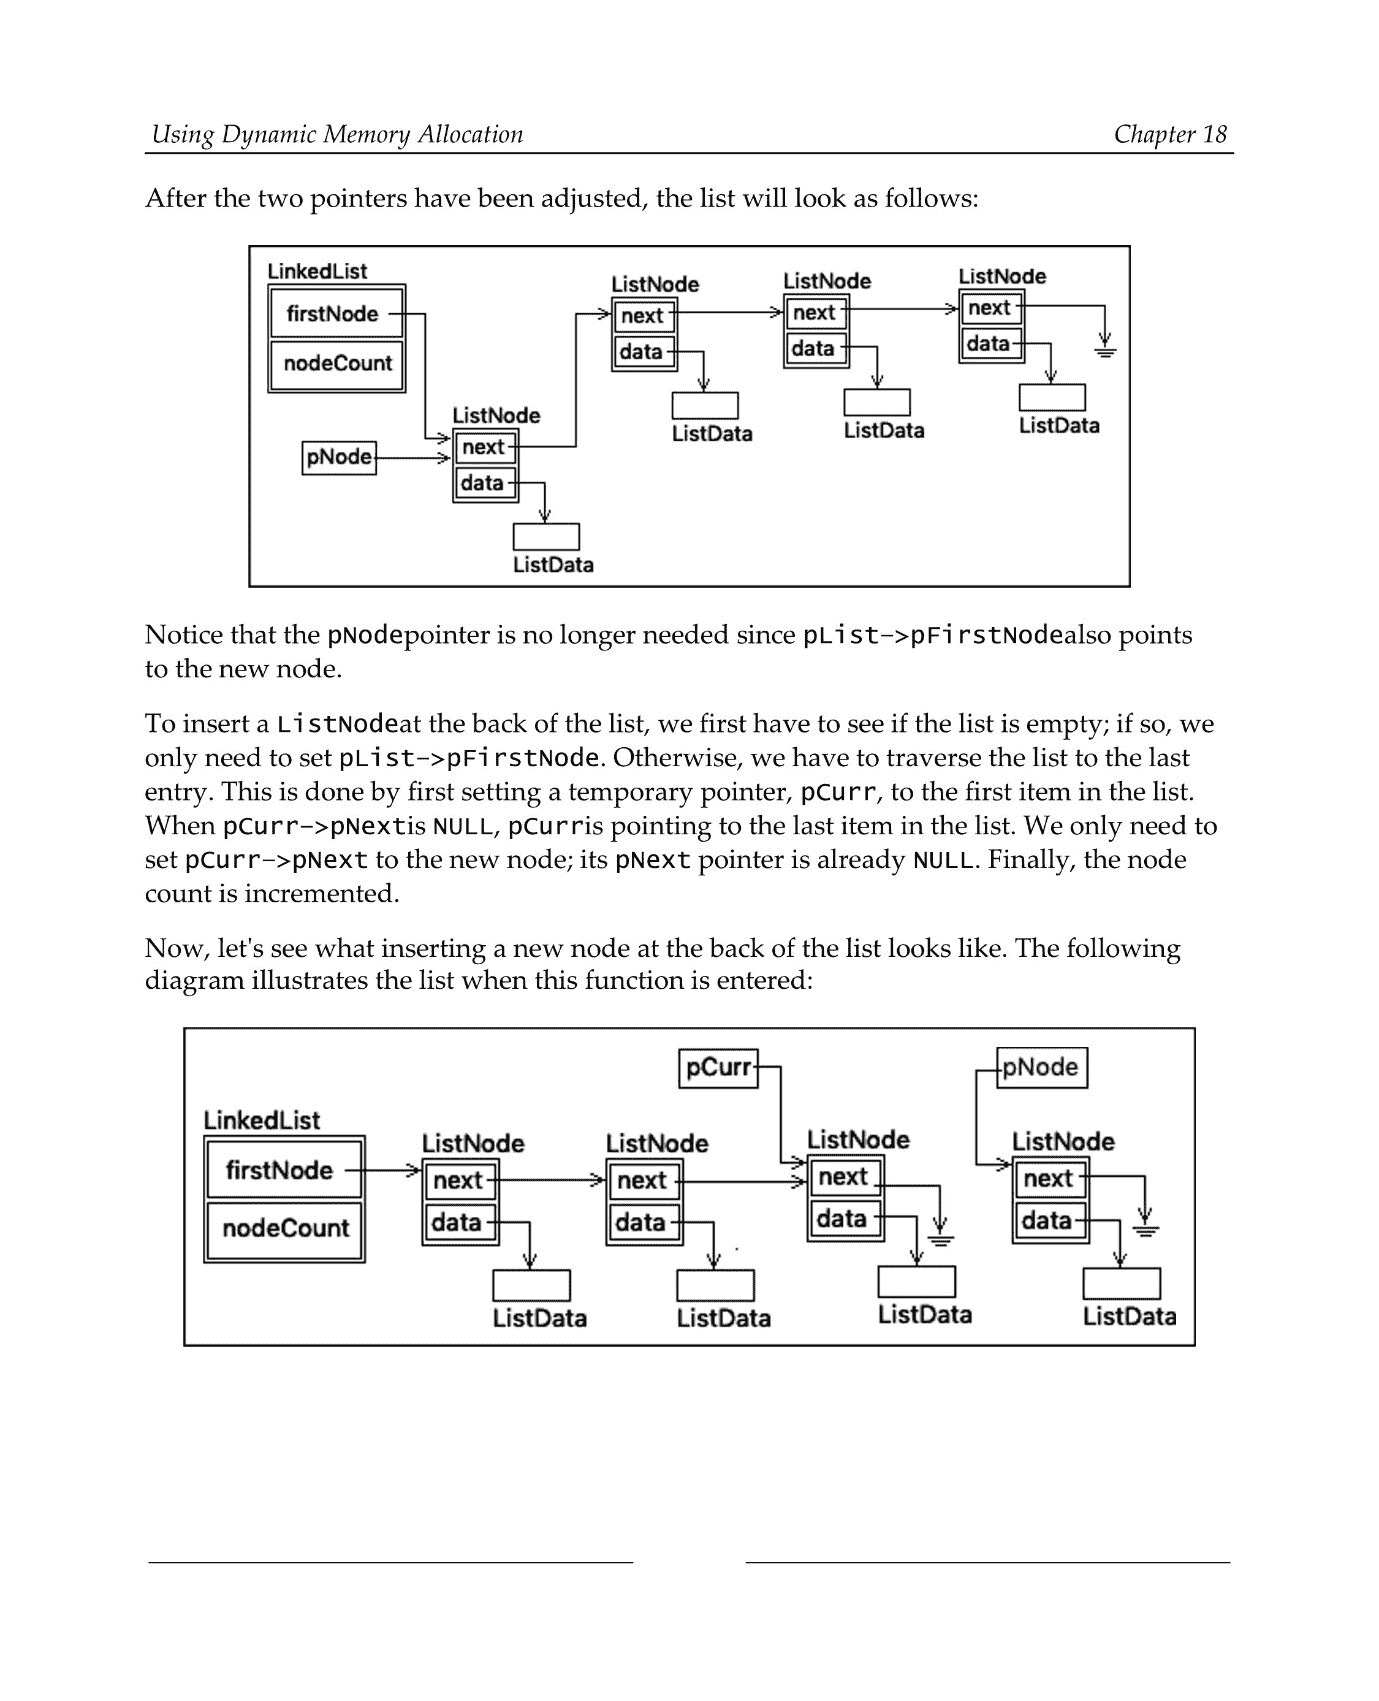 Using Dynamic Memory Allocation Chapter 18
After the two pointers have been adjusted, the list will look as follows:
LinkedList
firstNode
nodeCount
pNode
ListNode
next
data
ListData
ListNode
next
data
ListData
ListNode
next
data
ListData
ListNode
next
data
ListData
Notice that the pNodepointer is no longer needed since pList->pFirstNodealso points
to the new node.
To insert a ListNodeat the back of the list, we first have to see if the list is empty; if so, we
only need to set pList->pFirstNode. Otherwise, we have to traverse the list to the last
entry. This is done by first setting a temporary pointer, pCurr, to the first item in the list.
When pCurr->pNextis NULL, pCurris pointing to the last item in the list. We only need to
set pCurr->pNext to the new node; its pNext pointer is already NULL. Finally, the node
count is incremented.
Now, let's see what inserting a new node at the back of the list looks like. The following
diagram illustrates the list when this function is entered:
pCurr
pNode
LinkedList
firstNode
nodeCount
ListNode
next
data
ListData
ListNode
next
data
ListData
ListNode
next
data
ListData
ListNode
next
data
ListData